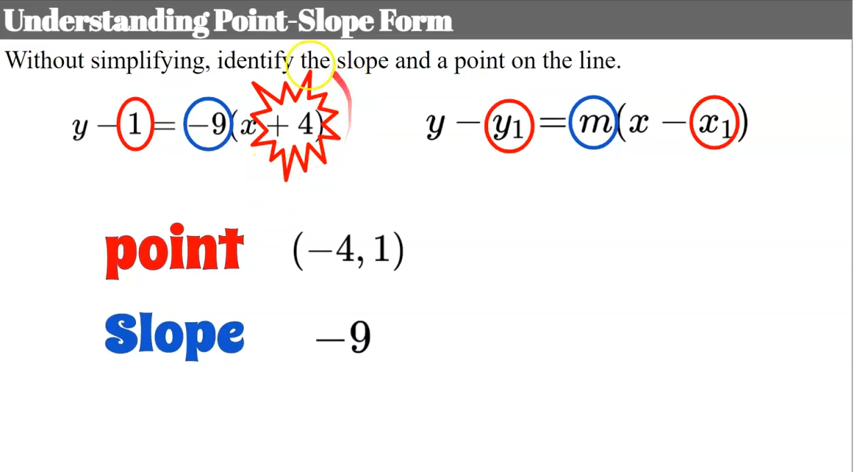 Understanding Point-Slope Form
Without simplifying, identify the slope and a point on the line.
y − 1 = −9(x + 4)
y − y₁ = m(x − x₁)
point (−4, 1)
Slope −9